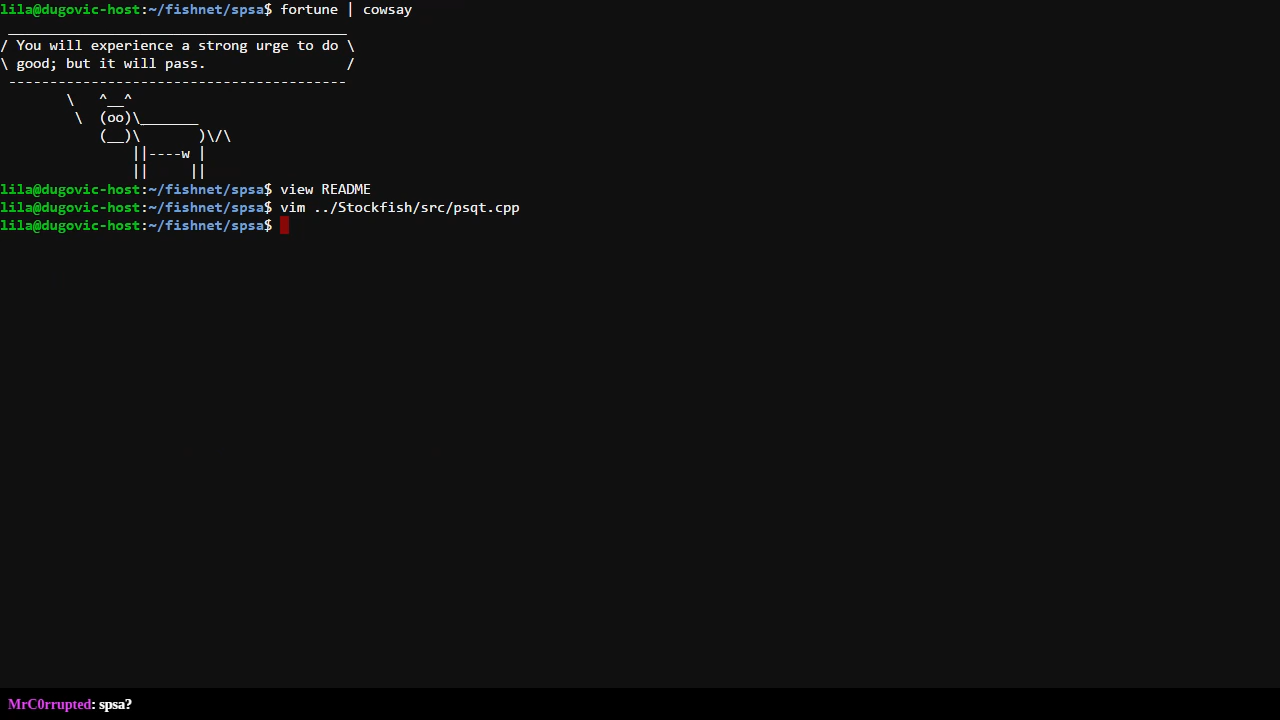 lila@dugovic-host:~/fishnet/spsa$ fortune | cowsay
 _________________________________________
/ You will experience a strong urge to do \
\ good; but it will pass.                 /
 -----------------------------------------
        \   ^__^
         \  (oo)\_______
            (__)\       )\/\
                ||----w |
                ||     ||
lila@dugovic-host:~/fishnet/spsa$ view README
lila@dugovic-host:~/fishnet/spsa$ vim ../Stockfish/src/psqt.cpp
lila@dugovic-host:~/fishnet/spsa$
MrC0rrupted: spsa?